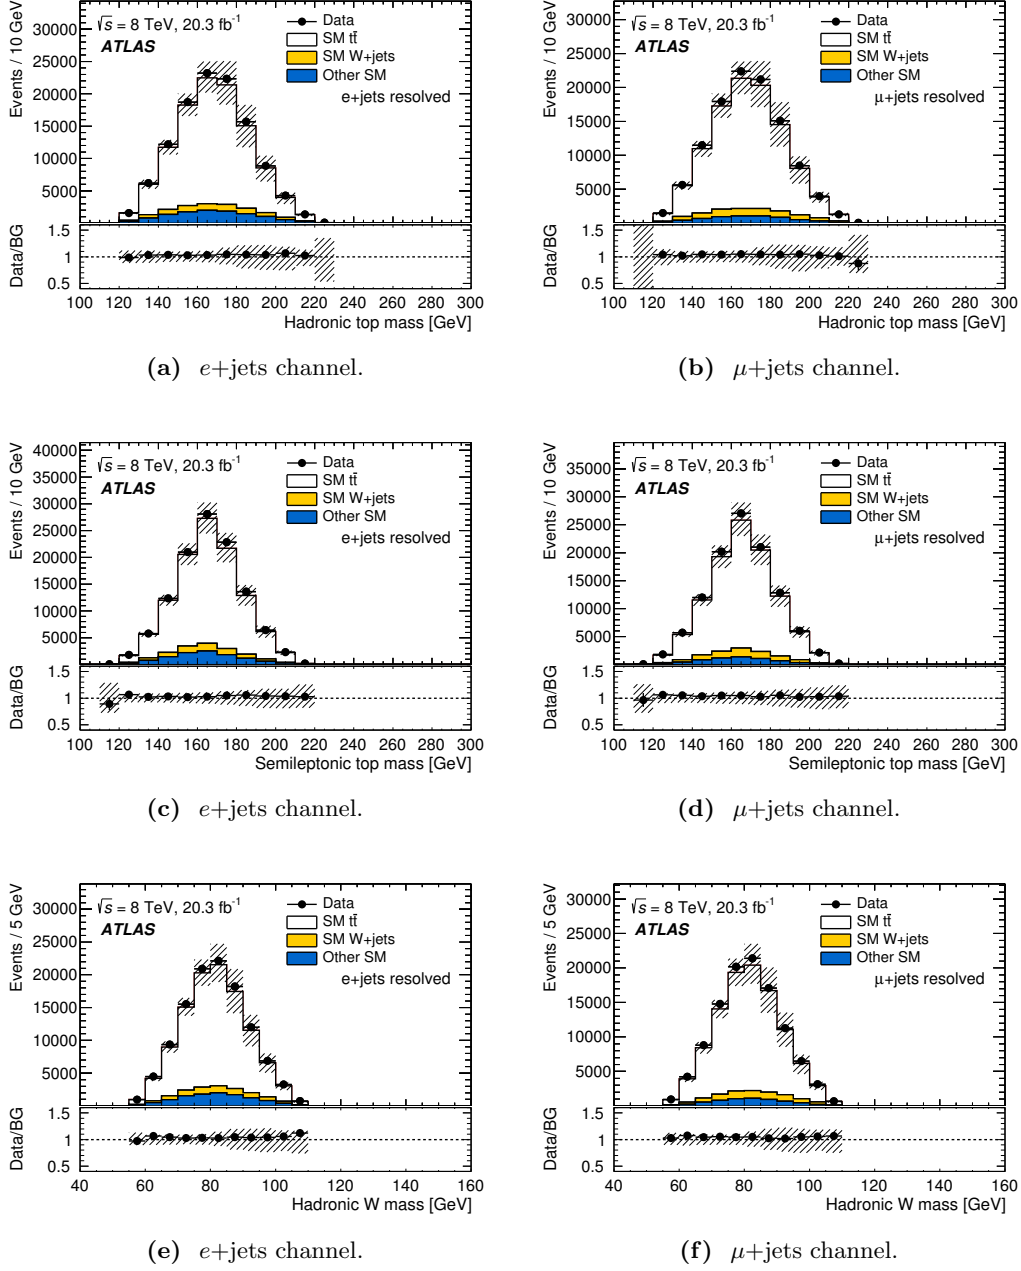 Events / 10 GeV
30000
25000
20000
15000
10000
5000
√s = 8 TeV, 20.3 fb⁻¹
ATLAS
Data
SM tt̄
SM W+jets
Other SM
e+jets resolved
Data/BG
1.5
1
0.5
100 120 140 160 180 200 220 240 260 280 300
Hadronic top mass [GeV]
(a) e+jets channel.
Events / 10 GeV
30000
25000
20000
15000
10000
5000
√s = 8 TeV, 20.3 fb⁻¹
ATLAS
Data
SM tt̄
SM W+jets
Other SM
μ+jets resolved
Data/BG
1.5
1
0.5
100 120 140 160 180 200 220 240 260 280 300
Hadronic top mass [GeV]
(b) μ+jets channel.
Events / 10 GeV
40000
35000
30000
25000
20000
15000
10000
5000
√s = 8 TeV, 20.3 fb⁻¹
ATLAS
Data
SM tt̄
SM W+jets
Other SM
e+jets resolved
Data/BG
1.5
1
0.5
100 120 140 160 180 200 220 240 260 280 300
Semileptonic top mass [GeV]
(c) e+jets channel.
Events / 10 GeV
35000
30000
25000
20000
15000
10000
5000
√s = 8 TeV, 20.3 fb⁻¹
ATLAS
Data
SM tt̄
SM W+jets
Other SM
μ+jets resolved
Data/BG
1.5
1
0.5
100 120 140 160 180 200 220 240 260 280 300
Semileptonic top mass [GeV]
(d) μ+jets channel.
Events / 5 GeV
30000
25000
20000
15000
10000
5000
√s = 8 TeV, 20.3 fb⁻¹
ATLAS
Data
SM tt̄
SM W+jets
Other SM
e+jets resolved
Data/BG
1.5
1
0.5
40 60 80 100 120 140 160
Hadronic W mass [GeV]
(e) e+jets channel.
Events / 5 GeV
30000
25000
20000
15000
10000
5000
√s = 8 TeV, 20.3 fb⁻¹
ATLAS
Data
SM tt̄
SM W+jets
Other SM
μ+jets resolved
Data/BG
1.5
1
0.5
40 60 80 100 120 140 160
Hadronic W mass [GeV]
(f) μ+jets channel.